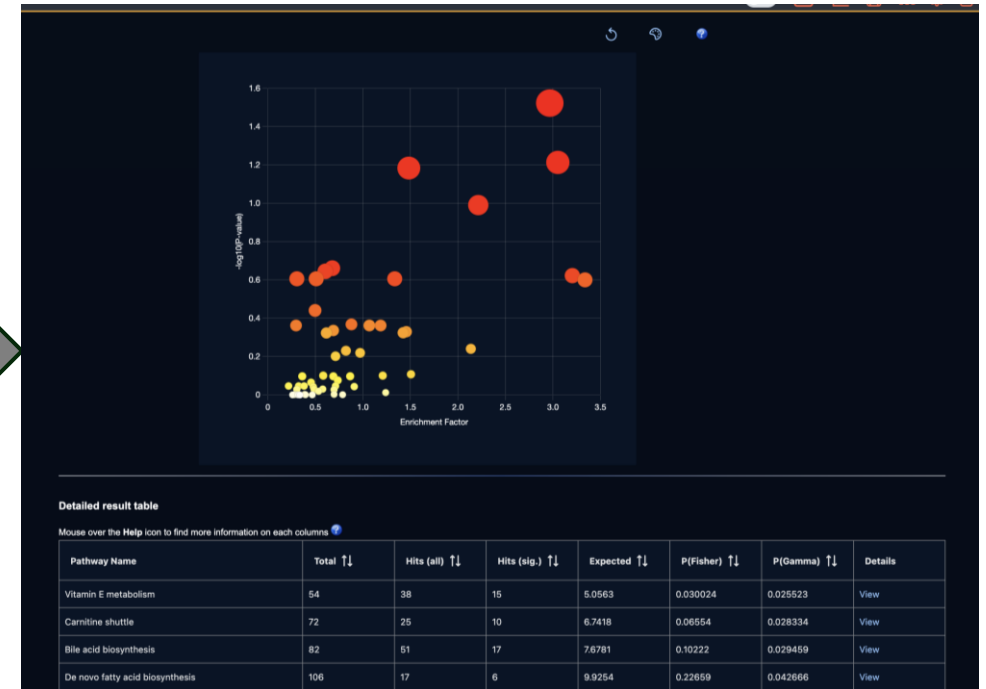 1.6
1.4
1.2
1.0
0.8
0.6
0.4
0.2
0
-log10(P-value)
0 0.5 1.0 1.5 2.0 2.5 3.0 3.5
Enrichment Factor
Detailed result table
Mouse over the Help icon to find more information on each columns ?
Pathway Name Total ↑↓ Hits (all) ↑↓ Hits (sig.) ↑↓ Expected ↑↓ P(Fisher) ↑↓ P(Gamma) ↑↓ Details
Vitamin E metabolism 54 38 15 5.0563 0.030024 0.025523 View
Carnitine shuttle 72 25 10 6.7418 0.06554 0.028334 View
Bile acid biosynthesis 82 51 17 7.6781 0.10222 0.029459 View
De novo fatty acid biosynthesis 106 17 6 9.9254 0.22659 0.042666 View